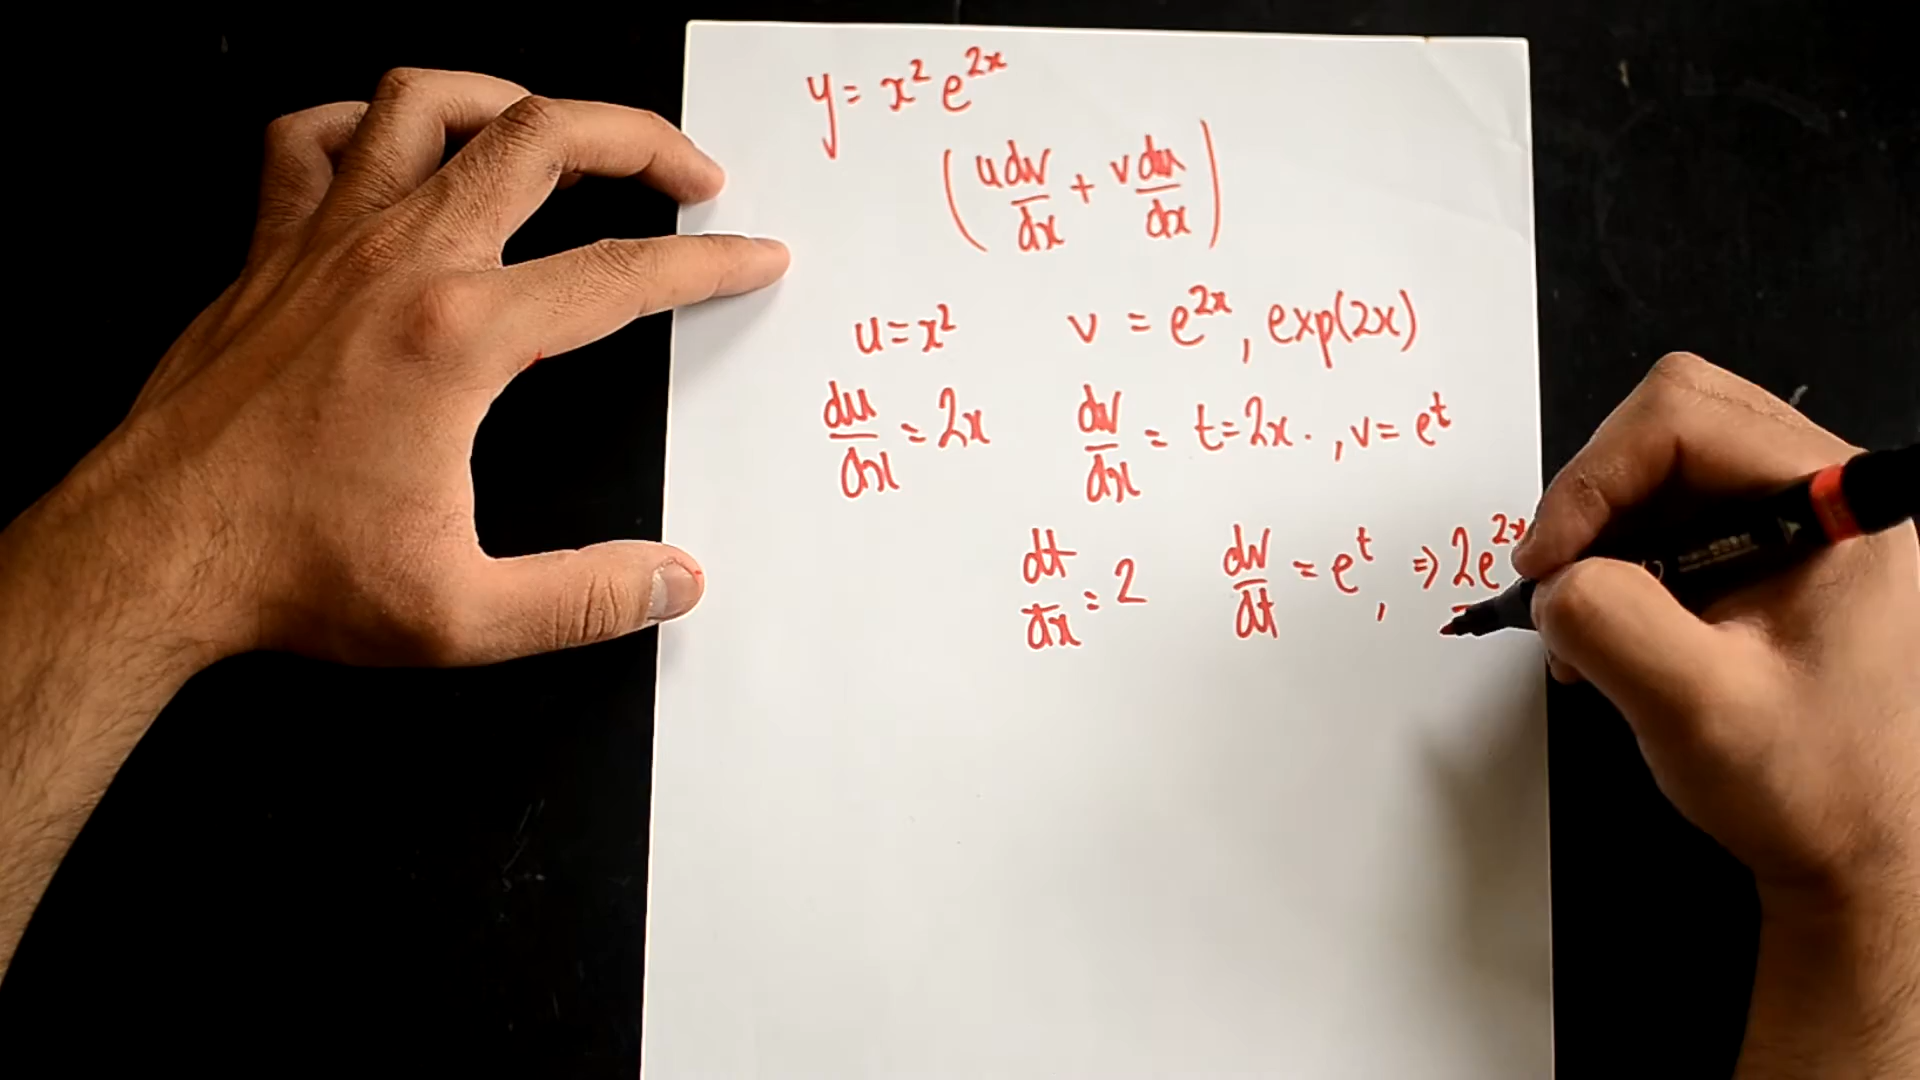 y = x² e^2x
(u dv/dx + v du/dx)
u = x² v = e^2x, exp(2x)
du/dx = 2x dv/dx = t = 2x. , v = e^t
dt/dx = 2 dv/dt = e^t, ⇒ 2e^2x